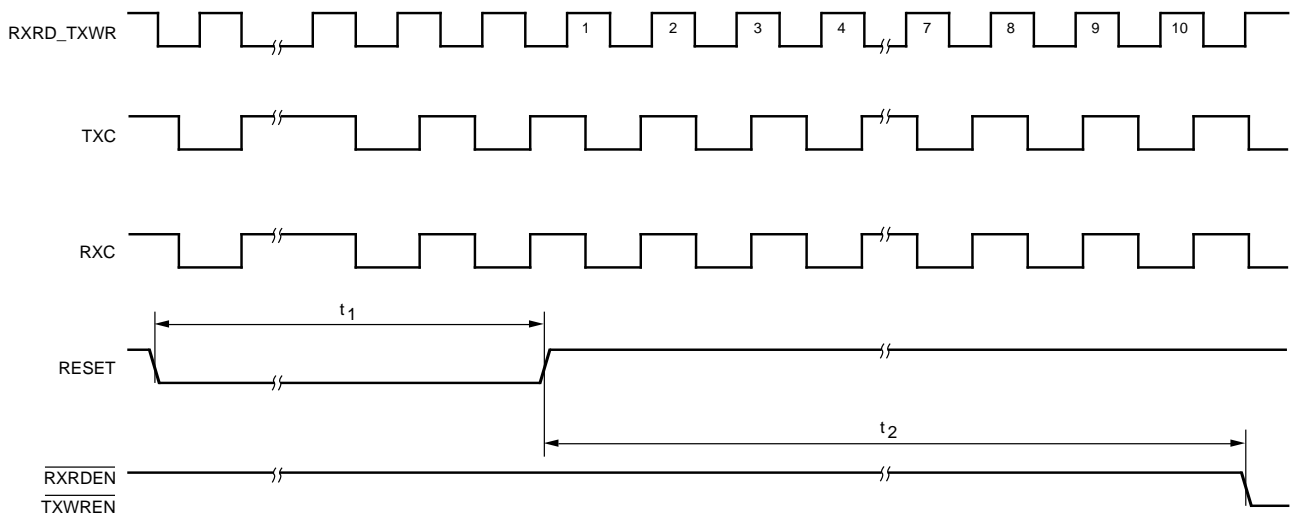 RXRD_TXWR
1 2 3 4 7 8 9 10
TXC
RXC
t1
RESET
t2
RXRDEN
TXWREN